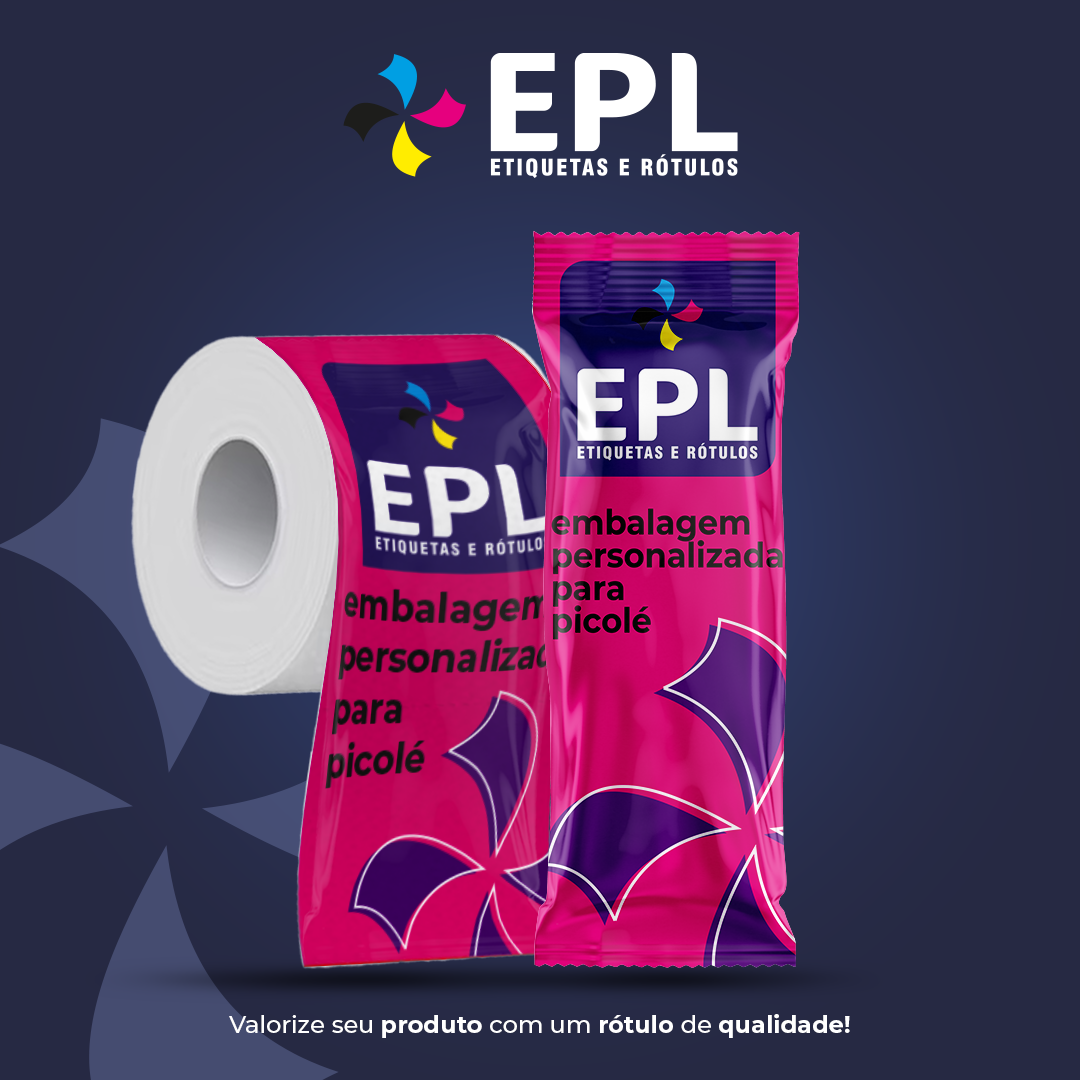 EPL
ETIQUETAS E RÓTULOS
EPL
ETIQUETAS E RÓTULOS
embalagem
personalizada
para
picolé
EPL
ETIQUETAS E RÓTULO
embalagem
personalizad
para
picolé
Valorize seu produto com um rótulo de qualidade!